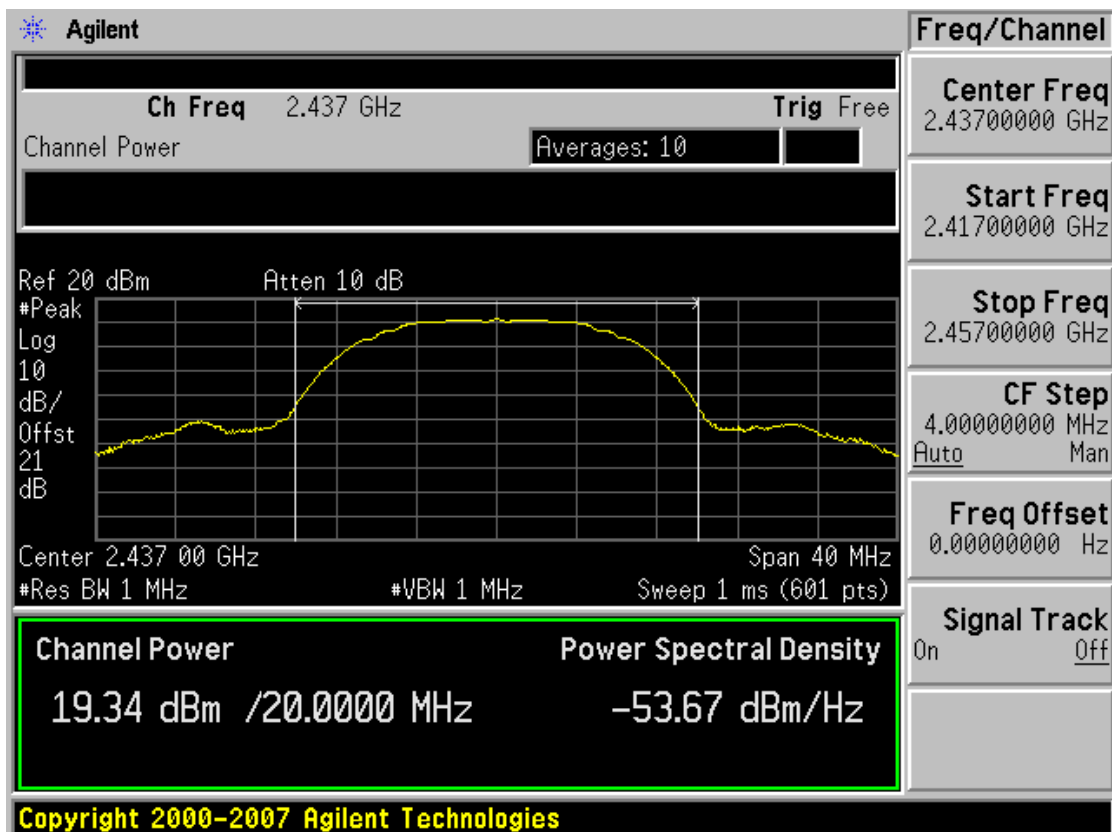 Agilent
Ch Freq 2.437 GHz Trig Free
Channel Power Averages: 10
Ref 20 dBm Atten 10 dB
#Peak
Log
10
dB/
Offst
21
dB
Center 2.437 00 GHz Span 40 MHz
#Res BW 1 MHz #VBW 1 MHz Sweep 1 ms (601 pts)
Channel Power Power Spectral Density
19.34 dBm /20.0000 MHz -53.67 dBm/Hz
Copyright 2000-2007 Agilent Technologies
Freq/Channel
Center Freq
2.43700000 GHz
Start Freq
2.41700000 GHz
Stop Freq
2.45700000 GHz
CF Step
4.00000000 MHz
Auto Man
Freq Offset
0.00000000 Hz
Signal Track
On Off